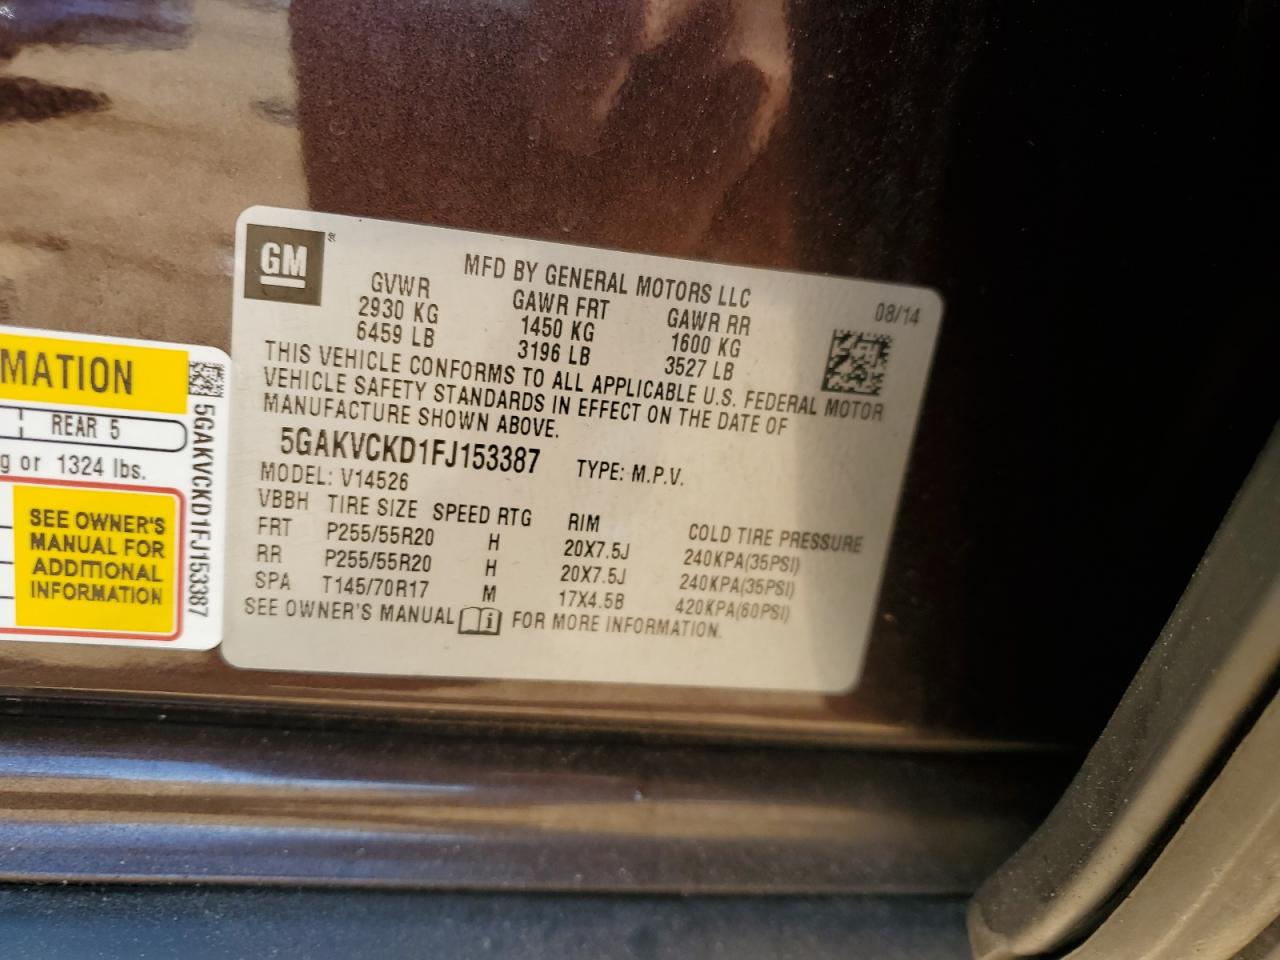 GM
MFD BY GENERAL MOTORS LLC
08/14
GVWR GAWR FRT GAWR RR
2930 KG 1450 KG 1600 KG
6459 LB 3196 LB 3527 LB
THIS VEHICLE CONFORMS TO ALL APPLICABLE U.S. FEDERAL MOTOR
VEHICLE SAFETY STANDARDS IN EFFECT ON THE DATE OF
MANUFACTURE SHOWN ABOVE.
5GAKVCKD1FJ153387 TYPE: M.P.V.
MODEL: V14526
VBBH TIRE SIZE SPEED RTG RIM COLD TIRE PRESSURE
FRT P255/55R20 H 20X7.5J 240KPA(35PSI)
RR P255/55R20 H 20X7.5J 240KPA(35PSI)
SPA T145/70R17 M 17X4.5B 420KPA(60PSI)
SEE OWNER'S MANUAL FOR MORE INFORMATION.
MATION
REAR 5
g or 1324 lbs.
SEE OWNER'S
MANUAL FOR
ADDITIONAL
INFORMATION
5GAKVCKD1FJ153387